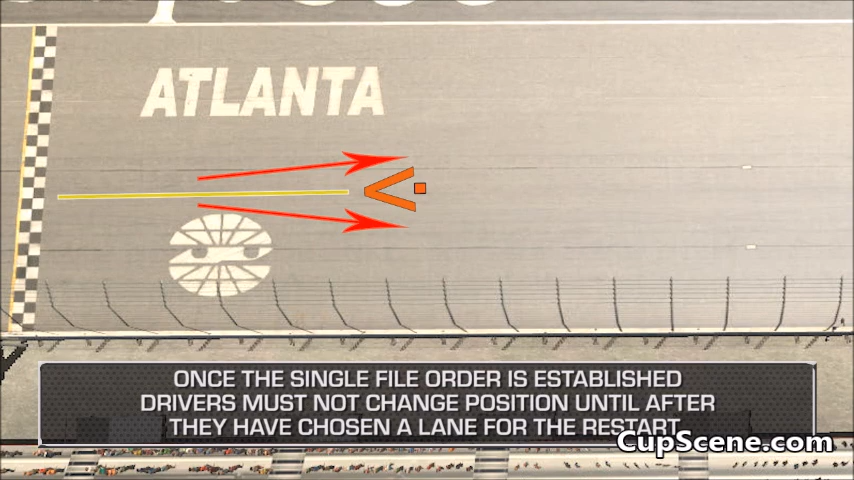 ATLANTA
ONCE THE SINGLE FILE ORDER IS ESTABLISHED
DRIVERS MUST NOT CHANGE POSITION UNTIL AFTER
THEY HAVE CHOSEN A LANE FOR THE RESTART
CupScene.com